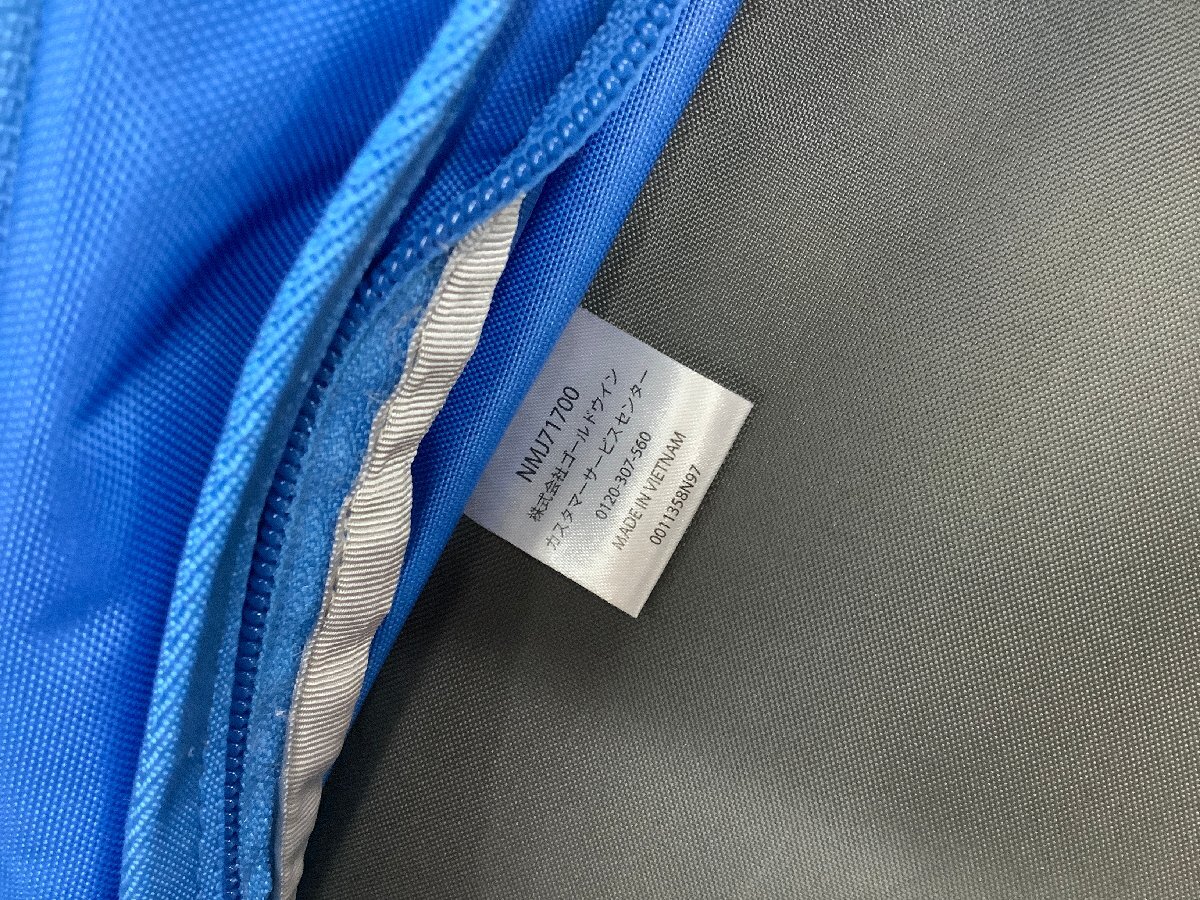 NMJ71700
株式会社ゴールドウイン
カスタマーサービスセンター
0120-307-560
MADE IN VIETNAM
0011358N97